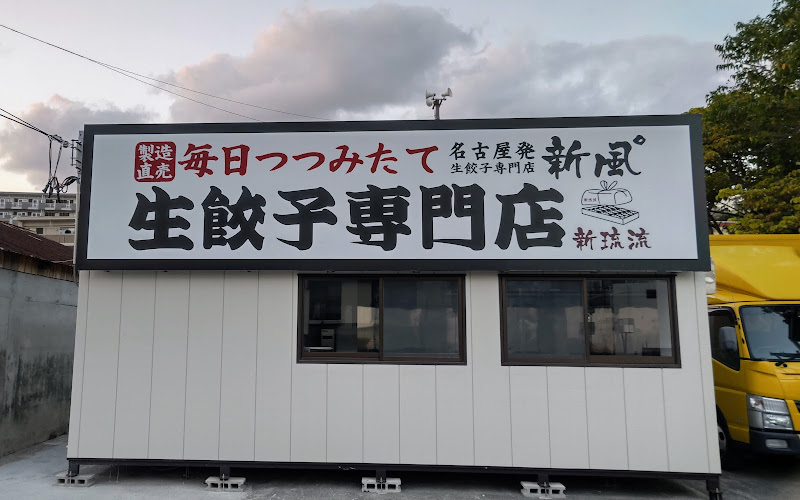 製造直売
毎日つつみたて
名古屋発
生餃子専門店
新風
生餃子専門店
新琉流